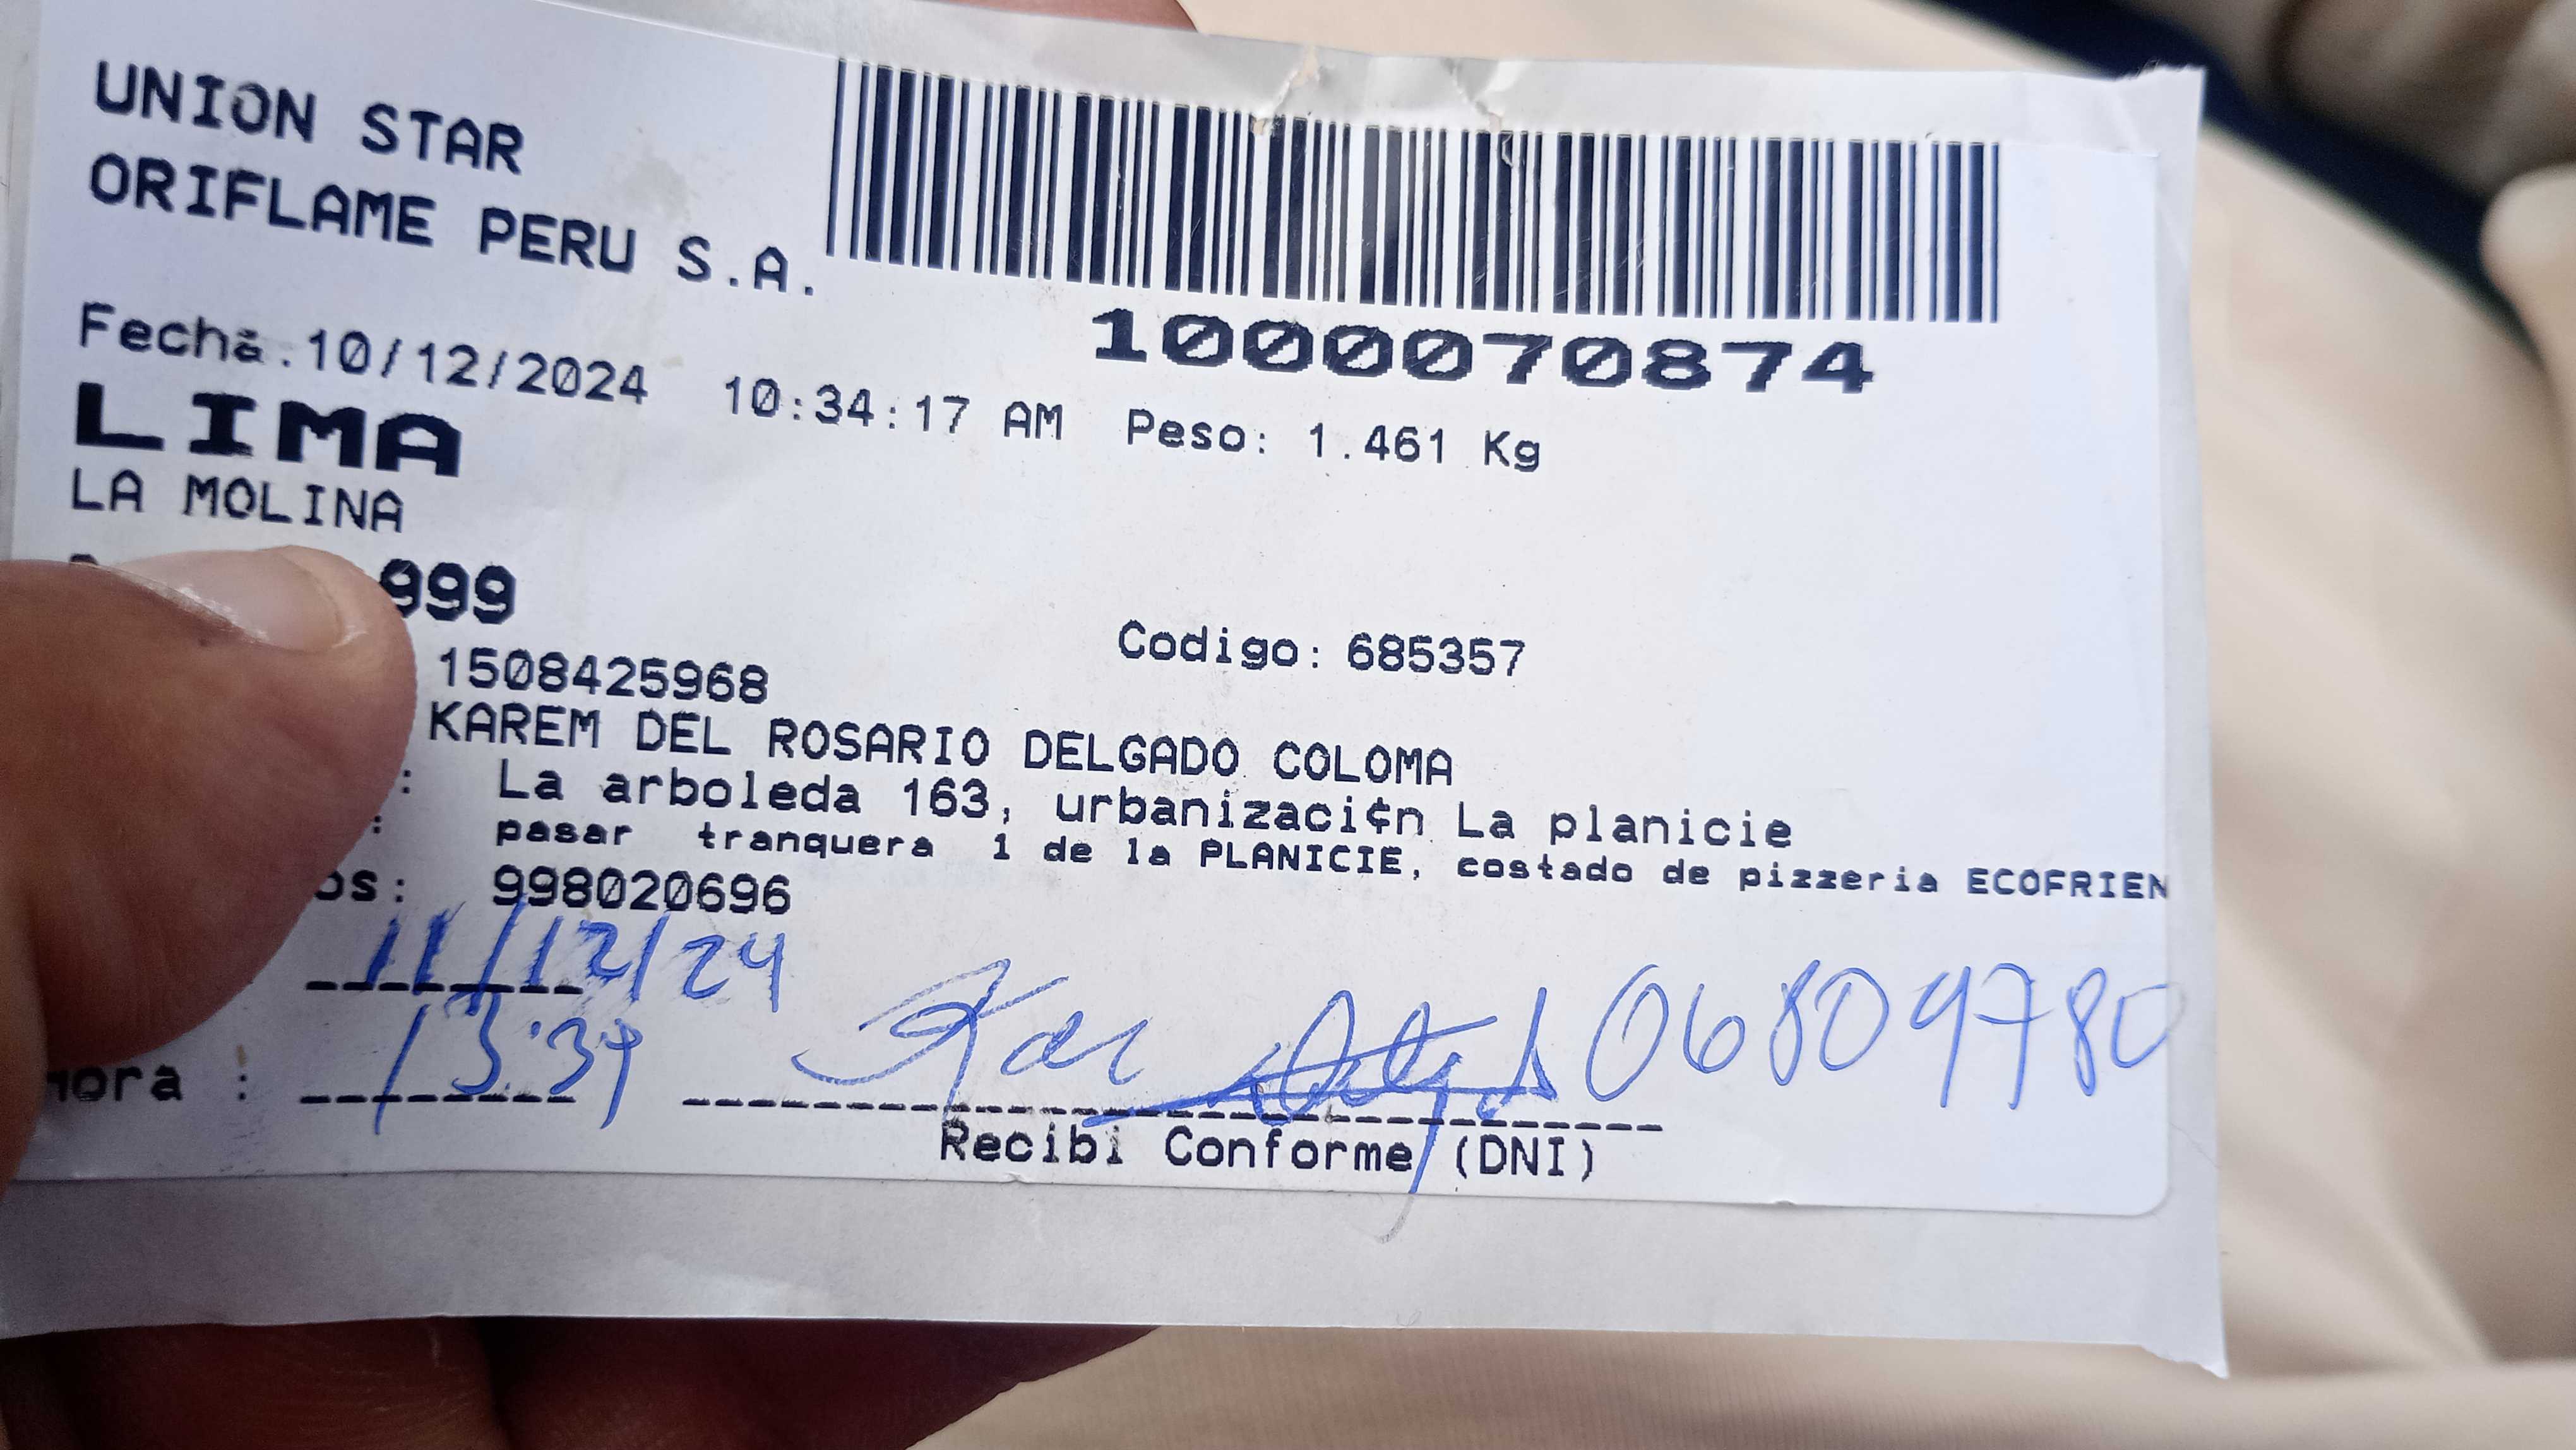 UNION STAR
ORIFLAME PERU S.A.
1000070874
Fecha.10/12/2024 10:34:17 AM Peso: 1.461 Kg
LIMA
LA MOLINA
999
1508425968 Codigo: 685357
KAREM DEL ROSARIO DELGADO COLOMA
: La arboleda 163, urbanizaci¢n La planicie
: pasar tranquera 1 de la PLANICIE, costado de pizzeria ECOFRIEN
os: 998020696
11/12/24
hora : 13:39
06809780
Recibi Conforme (DNI)